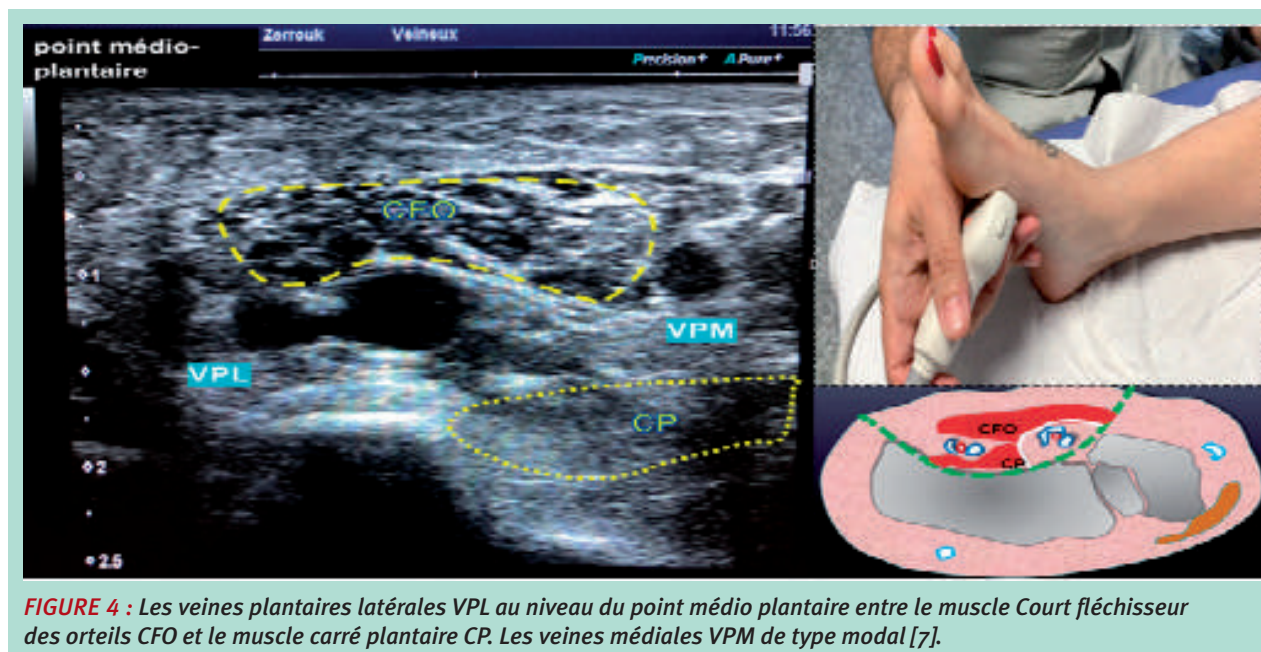 point médio-
plantaire
Zerrouk Veineux 11:56
Precision+ APure+
CFO
1
VPM
VPL
CP
2
2.5
CFO
CP
FIGURE 4 : Les veines plantaires latérales VPL au niveau du point médio plantaire entre le muscle Court fléchisseur
des orteils CFO et le muscle carré plantaire CP. Les veines médiales VPM de type modal [7].